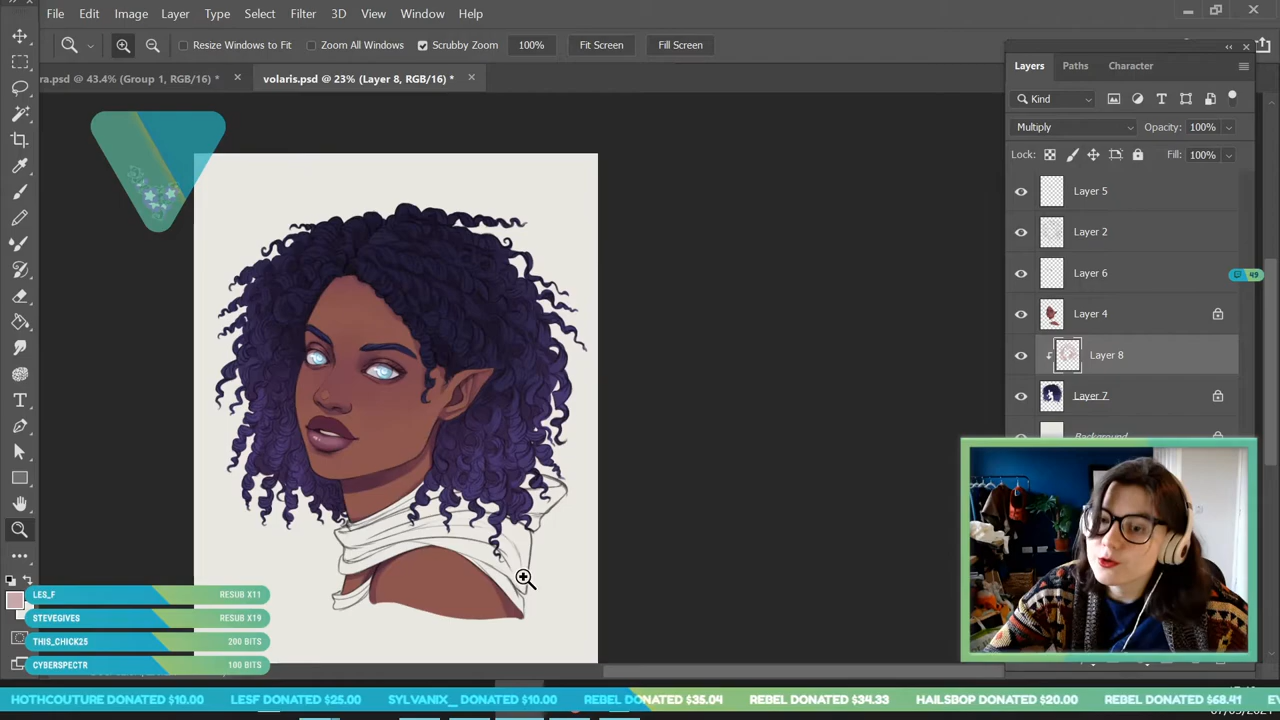 File Edit Image Layer Type Select Filter 3D View Window Help
Resize Windows to Fit Zoom All Windows Scrubby Zoom 100% Fit Screen Fill Screen
ra.psd @ 43.4% (Group 1, RGB/16) * volaris.psd @ 23% (Layer 8, RGB/16) *
Layers Paths Character
Kind
Multiply Opacity: 100%
Lock: Fill: 100%
Layer 5
Layer 2
Layer 6
49
Layer 4
Layer 8
Layer 7
Background
LES_F RESUB X11
STEVEGIVES RESUB X19
THIS_CHICK25 200 BITS
CYBERSPECTR 100 BITS
HOTHCOUTURE DONATED $10.00 LESF DONATED $25.00 SYLVANIX_ DONATED $10.00 REBEL DONATED $35.04 REBEL DONATED $34.33 HAILSBOP DONATED $20.00 REBEL DONATED $68.41